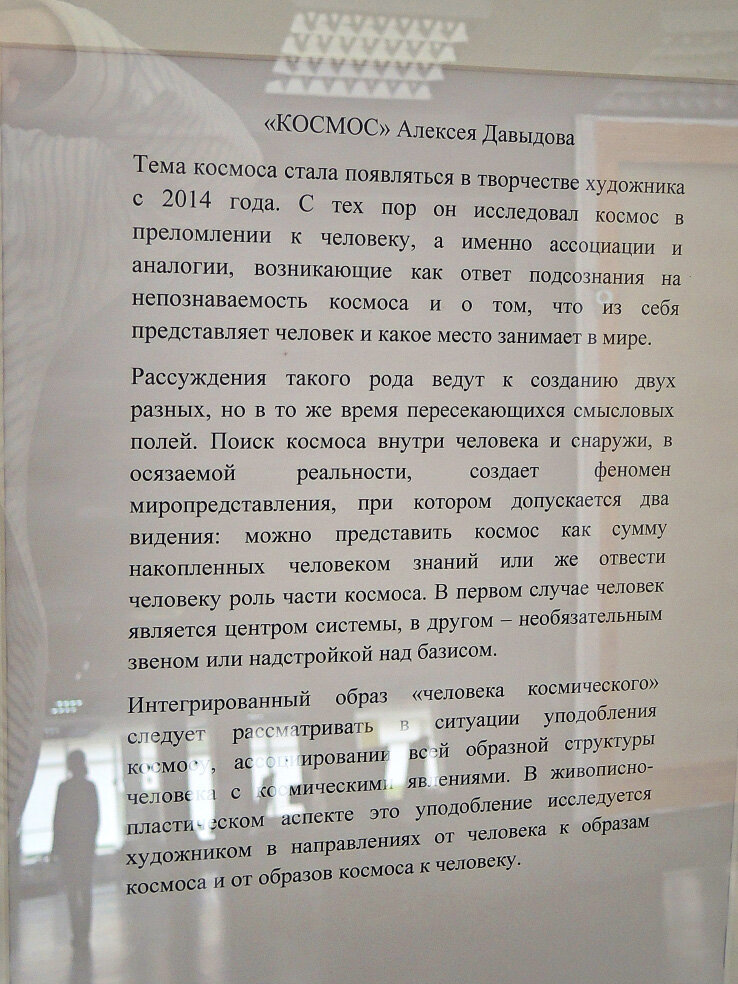 «КОСМОС» Алексея Давыдова
Тема космоса стала появляться в творчестве художника
с 2014 года. С тех пор он исследовал космос в
преломлении к человеку, а именно ассоциации и
аналогии, возникающие как ответ подсознания на
непознаваемость космоса и о том, что из себя
представляет человек и какое место занимает в мире.
Рассуждения такого рода ведут к созданию двух
разных, но в то же время пересекающихся смысловых
полей. Поиск космоса внутри человека и снаружи, в
осязаемой реальности, создает феномен
миропредставления, при котором допускается два
видения: можно представить космос как сумму
накопленных человеком знаний или же отвести
человеку роль части космоса. В первом случае человек
является центром системы, в другом – необязательным
звеном или надстройкой над базисом.
Интегрированный образ «человека космического»
следует рассматривать в ситуации уподобления
космосу, ассоциировании всей образной структуры
человека с космическими явлениями. В живописно-
пластическом аспекте это уподобление исследуется
художником в направлениях от человека к образам
космоса и от образов космоса к человеку.